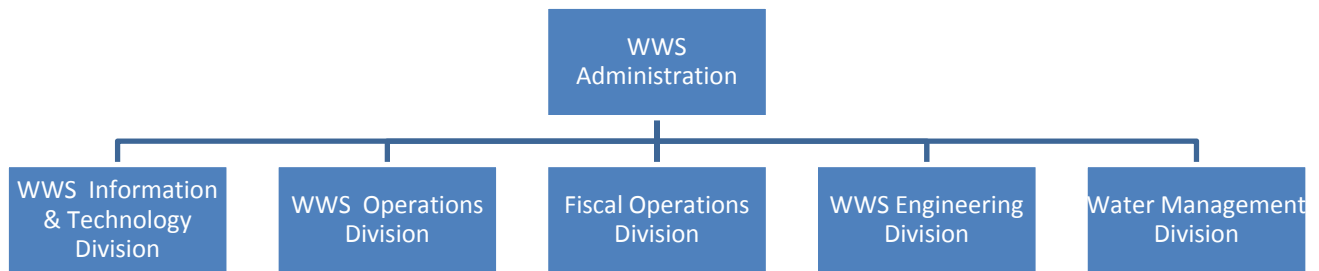 WWS
Administration
WWS  Information
& Technology
Division
WWS  Operations
Division
Fiscal Operations
Division
WWS Engineering
Division
Water Management
Division